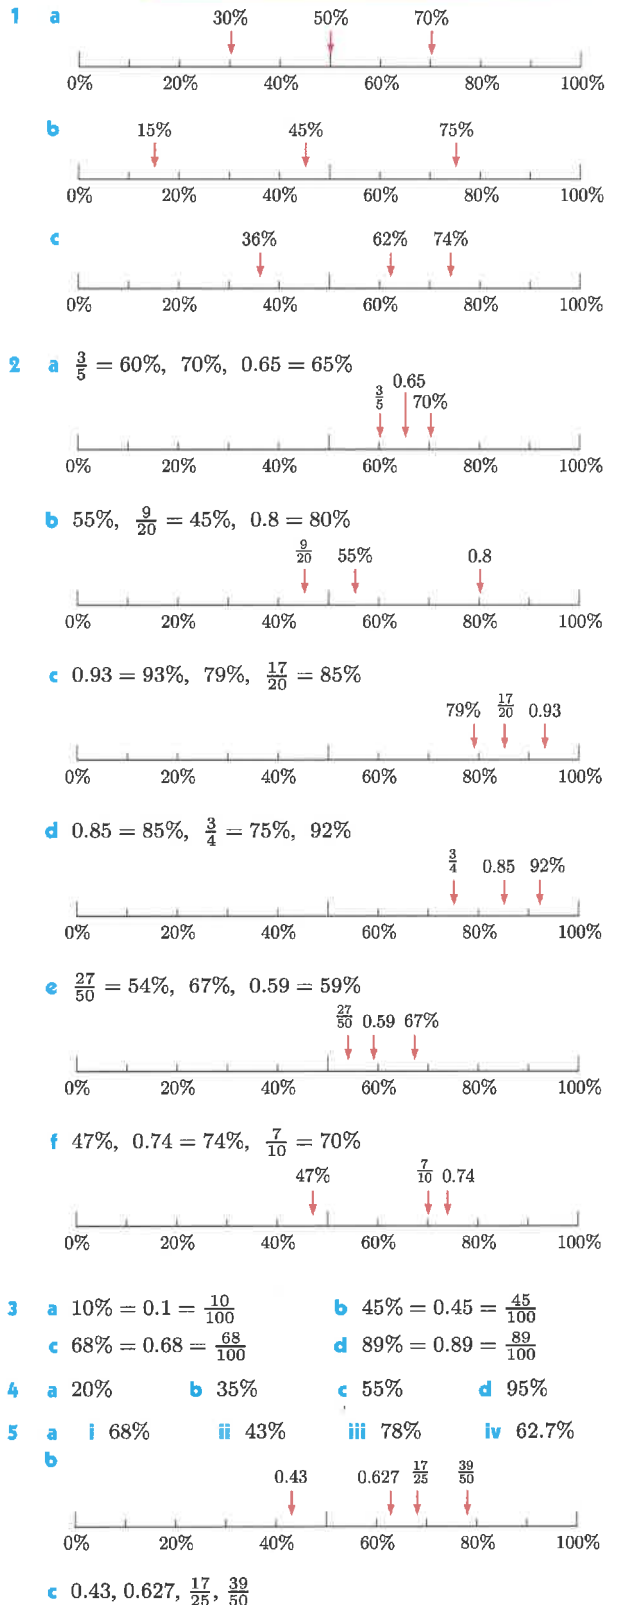 1 a 30% 50% 70%
0% 20% 40% 60% 80% 100%
b 15% 45% 75%
0% 20% 40% 60% 80% 100%
c 36% 62% 74%
0% 20% 40% 60% 80% 100%
2 a 3/5 = 60%, 70%, 0.65 = 65%
3/5 0.65 70%
0% 20% 40% 60% 80% 100%
b 55%, 9/20 = 45%, 0.8 = 80%
9/20 55% 0.8
0% 20% 40% 60% 80% 100%
c 0.93 = 93%, 79%, 17/20 = 85%
79% 17/20 0.93
0% 20% 40% 60% 80% 100%
d 0.85 = 85%, 3/4 = 75%, 92%
3/4 0.85 92%
0% 20% 40% 60% 80% 100%
e 27/50 = 54%, 67%, 0.59 = 59%
27/50 0.59 67%
0% 20% 40% 60% 80% 100%
f 47%, 0.74 = 74%, 7/10 = 70%
47% 7/10 0.74
0% 20% 40% 60% 80% 100%
3 a 10% = 0.1 = 10/100 b 45% = 0.45 = 45/100
c 68% = 0.68 = 68/100 d 89% = 0.89 = 89/100
4 a 20% b 35% c 55% d 95%
5 a i 68% ii 43% iii 78% iv 62.7%
b 0.43 0.627 17/25 39/50
0% 20% 40% 60% 80% 100%
c 0.43, 0.627, 17/25, 39/50